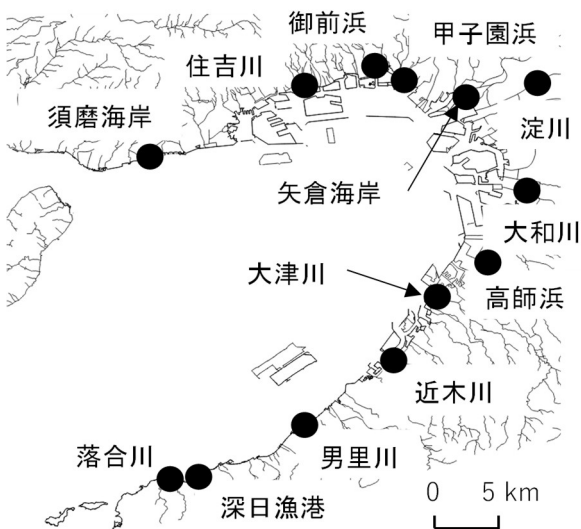 御前浜
甲子園浜
住吉川
須磨海岸
淀川
矢倉海岸
大和川
大津川
高師浜
近木川
男里川
落合川
深日漁港
0 5 km